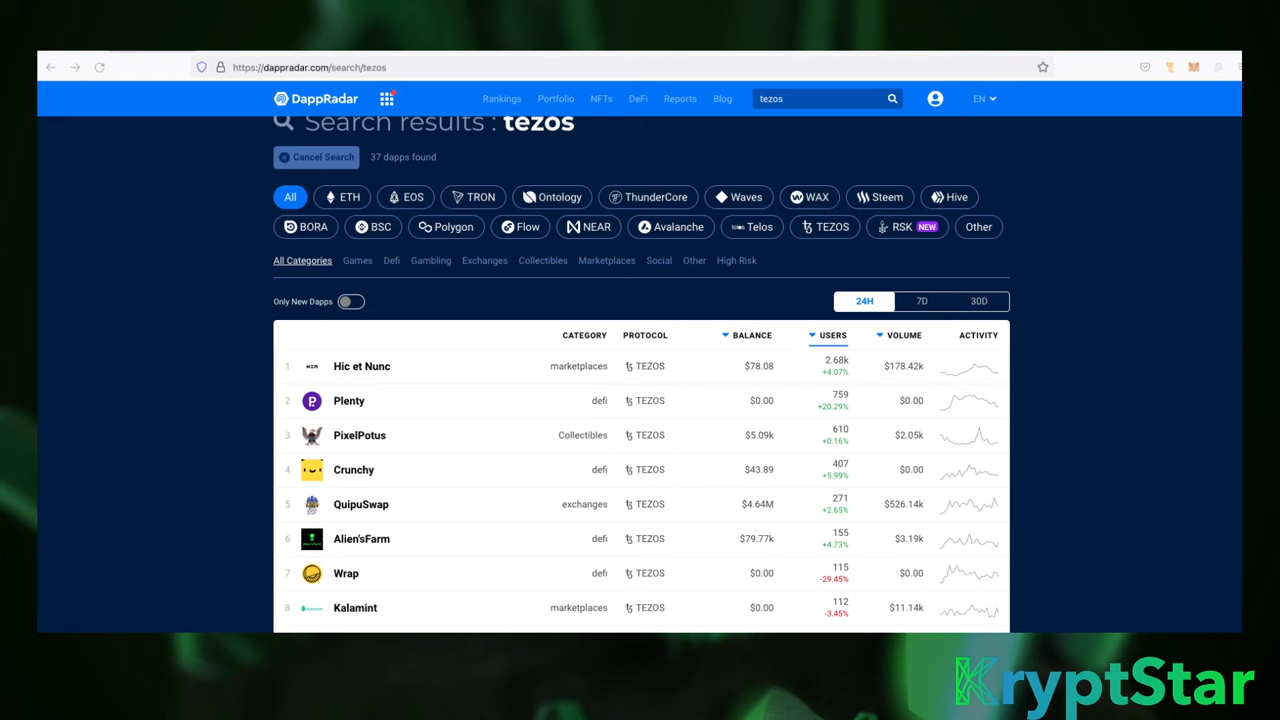 https://dappradar.com/search/tezos
DappRadar Rankings Portfolio NFTs DeFi Reports Blog tezos EN
Search results : tezos
Cancel Search 37 dapps found
All ETH EOS TRON Ontology ThunderCore Waves WAX Steem Hive
BORA BSC Polygon Flow NEAR Avalanche telos Telos TEZOS RSK NEW Other
All Categories Games Defi Gambling Exchanges Collectibles Marketplaces Social Other High Risk
Only New Dapps 24H 7D 30D
CATEGORY PROTOCOL BALANCE USERS VOLUME ACTIVITY
1 Hic et Nunc marketplaces TEZOS $78.08 2.68k $178.42k
+4.07%
2 Plenty defi TEZOS $0.00 759 $0.00
+20.29%
3 PixelPotus Collectibles TEZOS $5.09k 610 $2.05k
+0.16%
4 Crunchy defi TEZOS $43.89 407 $0.00
+5.99%
5 QuipuSwap exchanges TEZOS $4.64M 271 $526.14k
+2.65%
6 Alien'sFarm defi TEZOS $79.77k 155 $3.19k
+4.73%
7 Wrap defi TEZOS $0.00 115 $0.00
-29.45%
8 Kalamint marketplaces TEZOS $0.00 112 $11.14k
-3.45%
KryptStar